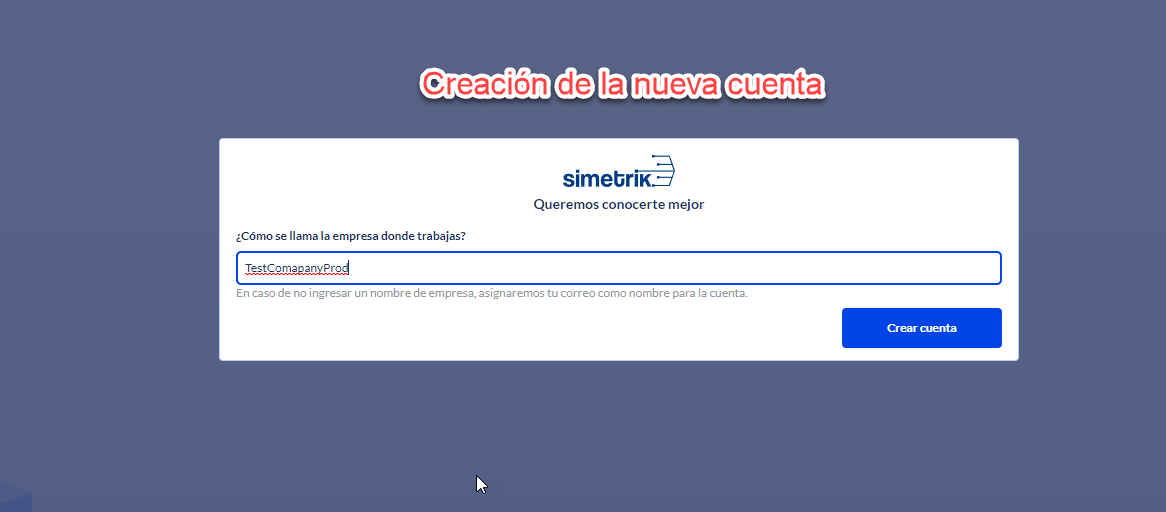 Creación de la nueva cuenta
simetrik
Queremos conocerte mejor
¿Cómo se llama la empresa donde trabajas?
TestComapanyProd
En caso de no ingresar un nombre de empresa, asignaremos tu correo como nombre para la cuenta.
Crear cuenta